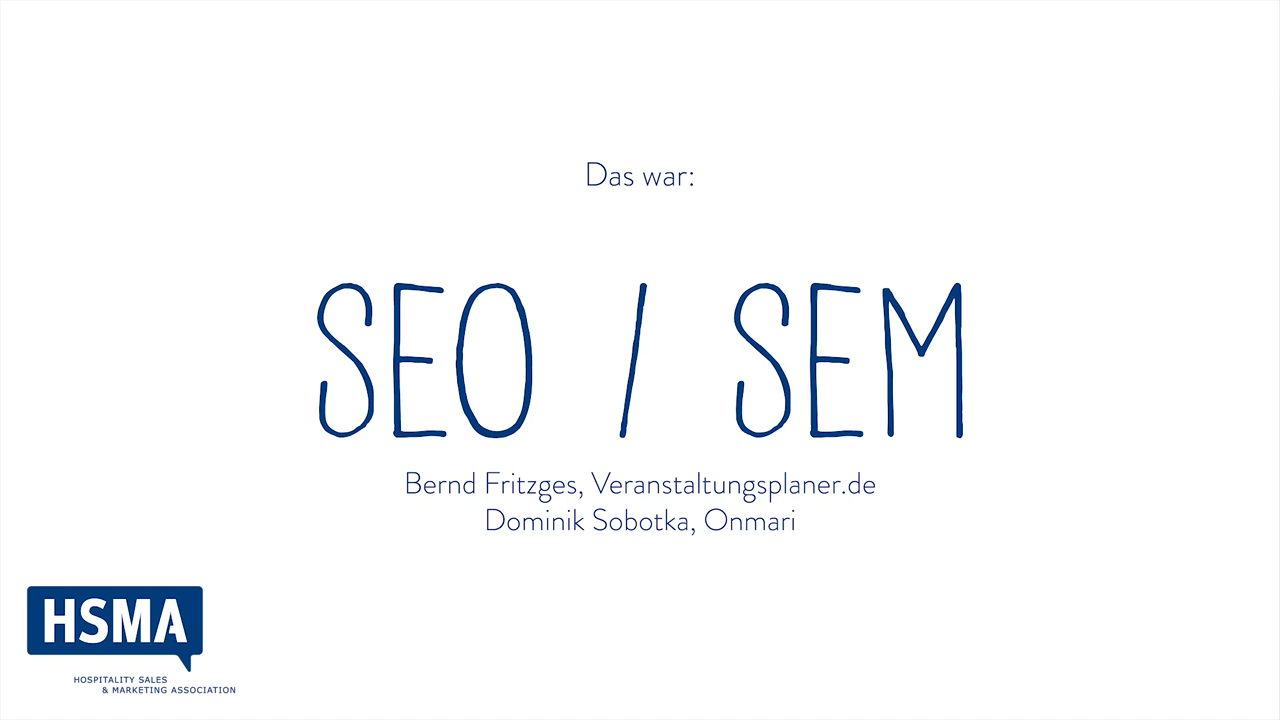 Das war:
SEO / SEM
Bernd Fritzges, Veranstaltungsplaner.de
Dominik Sobotka, Onmari
HSMA
HOSPITALITY SALES
& MARKETING ASSOCIATION